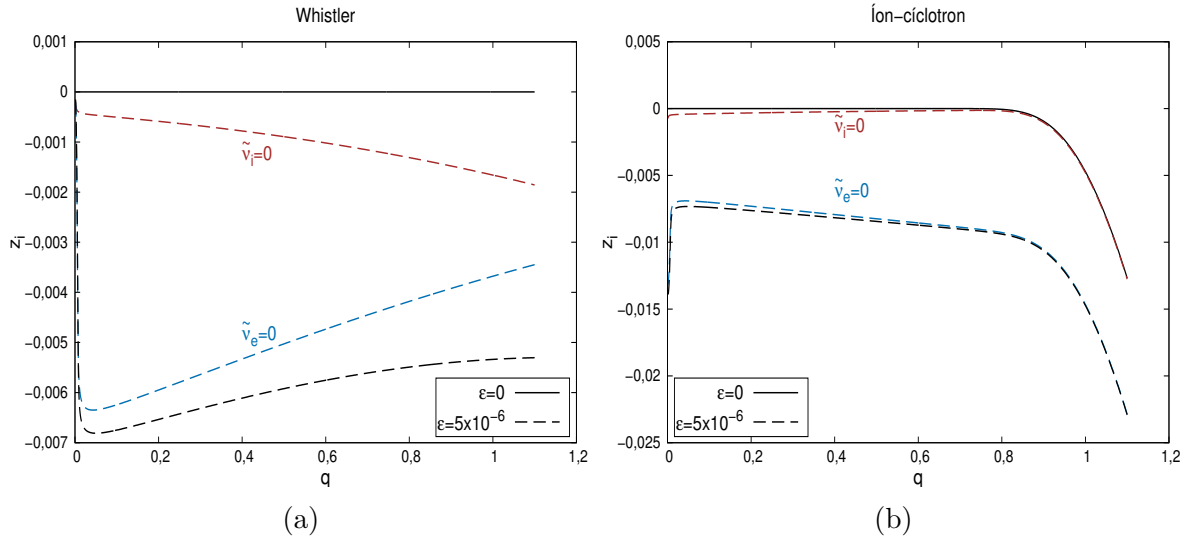 Whistler
0,001
0
−0,001
−0,002
−0,003
−0,004
−0,005
−0,006
−0,007
z_i
ν̃_i=0
ν̃_e=0
ε=0
ε=5x10⁻⁶
0 0,2 0,4 0,6 0,8 1 1,2
q
(a)
Íon−cíclotron
0,005
0
−0,005
−0,01
−0,015
−0,02
−0,025
z_i
ν̃_i=0
ν̃_e=0
ε=0
ε=5x10⁻⁶
0 0,2 0,4 0,6 0,8 1 1,2
q
(b)